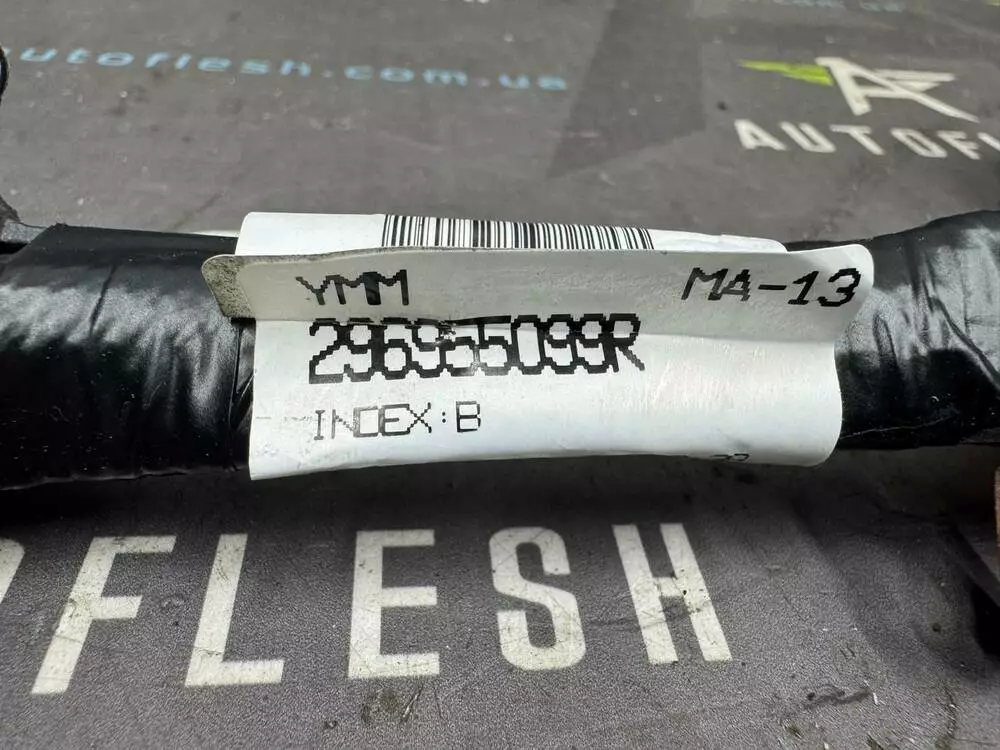 autoflesh.com.ua
AUTOFL
YMM
MA-13
296955099R
INDEX:B
FLESH